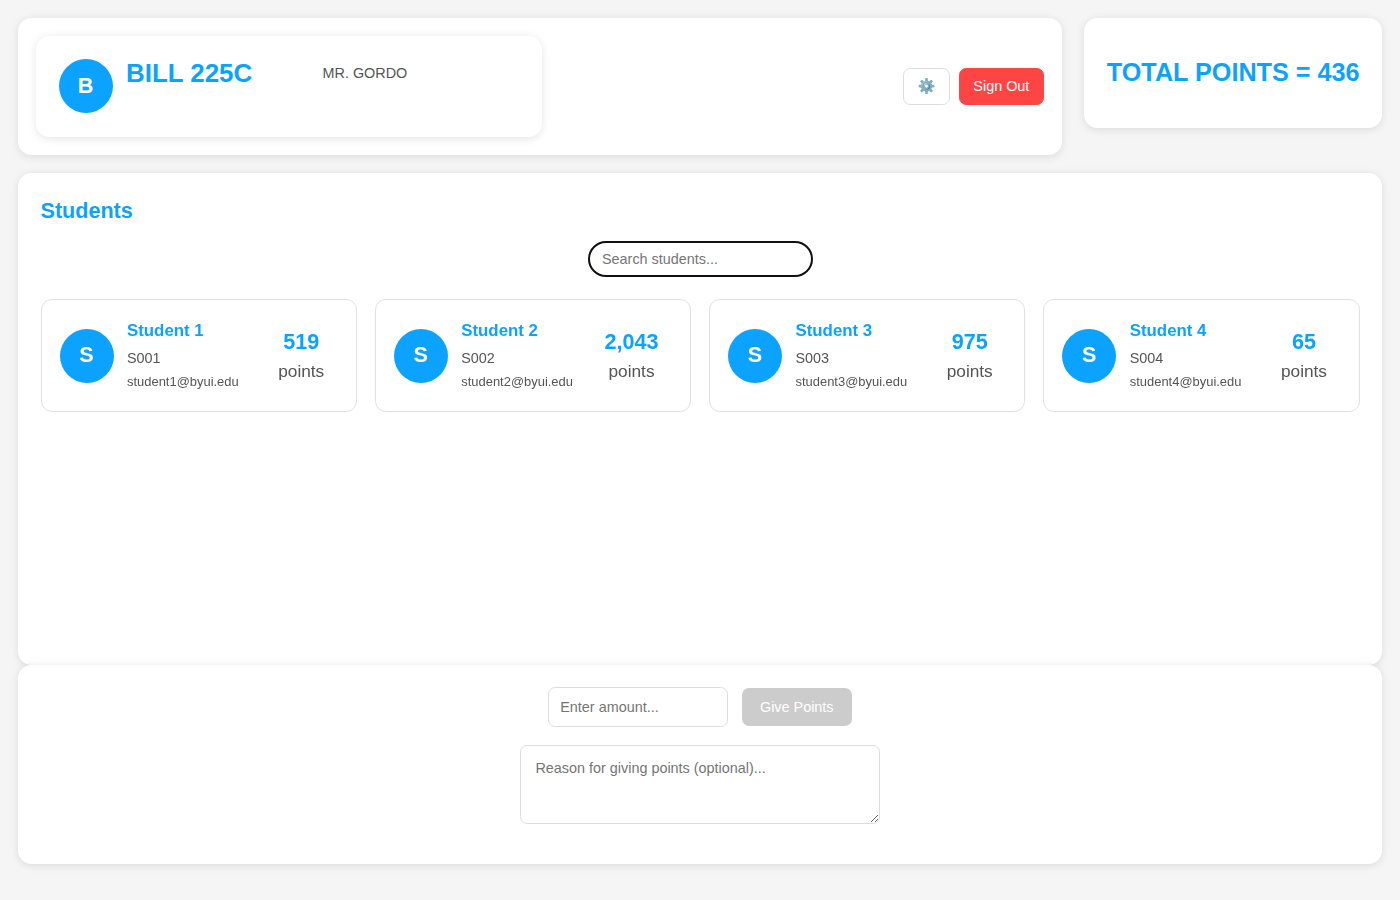 B
BILL 225C
MR. GORDO
Sign Out
TOTAL POINTS = 436
Students
Search students...
S
Student 1
S001
student1@byui.edu
519
points
S
Student 2
S002
student2@byui.edu
2,043
points
S
Student 3
S003
student3@byui.edu
975
points
S
Student 4
S004
student4@byui.edu
65
points
Enter amount...
Give Points
Reason for giving points (optional)...